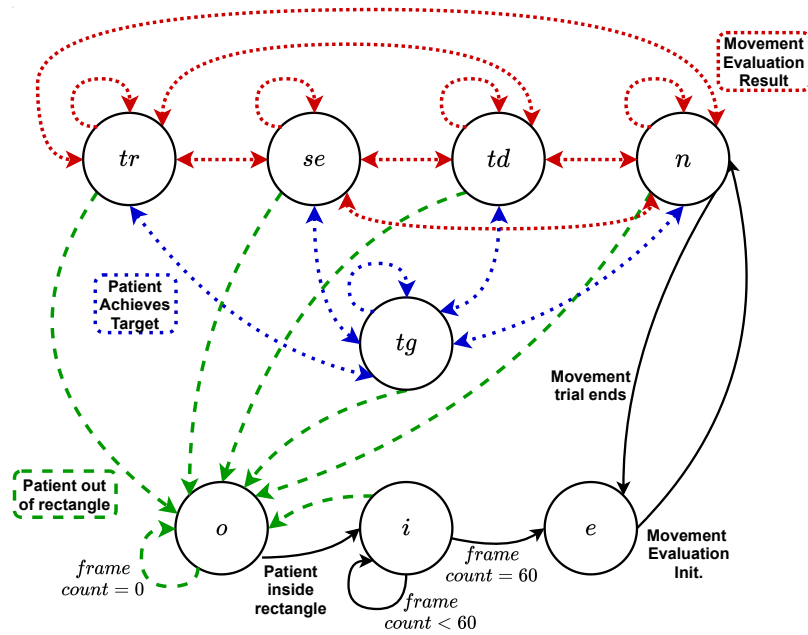 Movement
Evaluation
Result
tr
se
td
n
Patient
Achieves
Target
tg
Movement
trial ends
Patient out
of rectangle
o
i
e
frame
count = 0
Patient
inside
rectangle
frame
count = 60
frame
count < 60
Movement
Evaluation
Init.